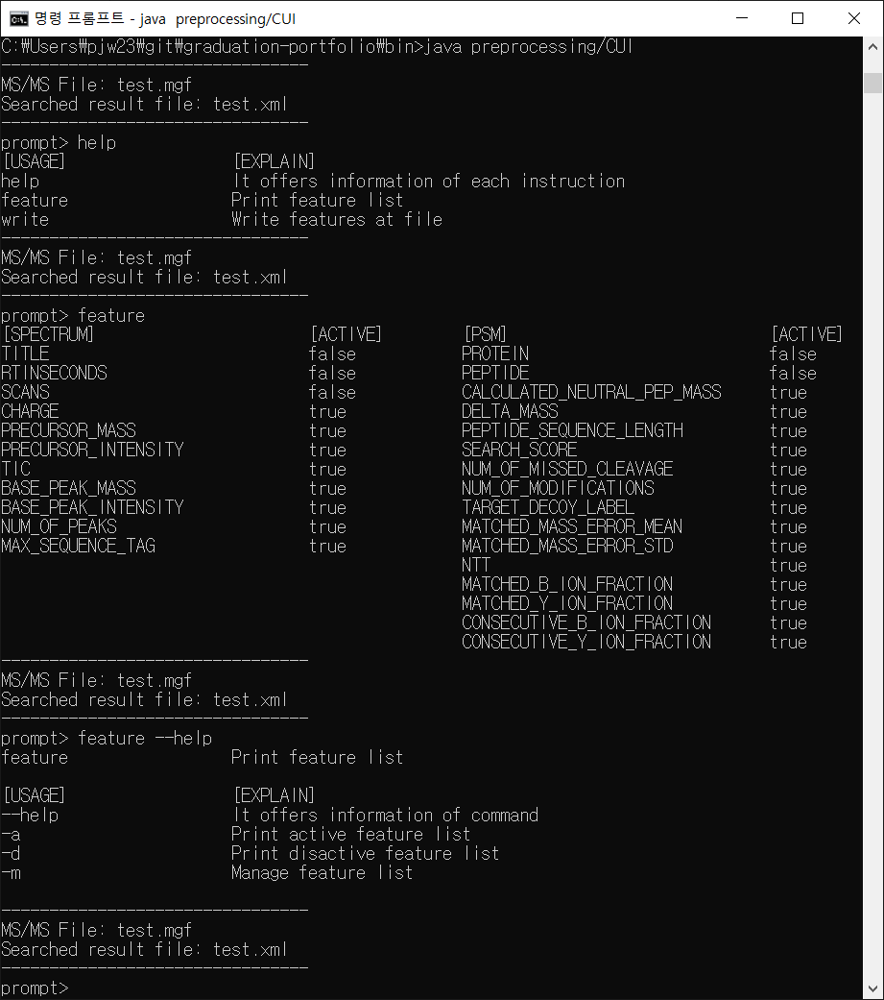 명령 프롬프트 - java  preprocessing/CUI
C:\Users\pjw23\git\graduation-portfolio\bin>java preprocessing/CUI
--------------------------------
MS/MS File: test.mgf
Searched result file: test.xml
--------------------------------
prompt> help
[USAGE]                 [EXPLAIN]
help                    It offers information of each instruction
feature                 Print feature list
write                   Write features at file
--------------------------------
MS/MS File: test.mgf
Searched result file: test.xml
--------------------------------
prompt> feature
[SPECTRUM]                      [ACTIVE]        [PSM]                           [ACTIVE]
TITLE                           false           PROTEIN                         false
RTINSECONDS                     false           PEPTIDE                         false
SCANS                           false           CALCULATED_NEUTRAL_PEP_MASS     true
CHARGE                          true            DELTA_MASS                      true
PRECURSOR_MASS                  true            PEPTIDE_SEQUENCE_LENGTH         true
PRECURSOR_INTENSITY             true            SEARCH_SCORE                    true
TIC                             true            NUM_OF_MISSED_CLEAVAGE          true
BASE_PEAK_MASS                  true            NUM_OF_MODIFICATIONS            true
BASE_PEAK_INTENSITY             true            TARGET_DECOY_LABEL              true
NUM_OF_PEAKS                    true            MATCHED_MASS_ERROR_MEAN         true
MAX_SEQUENCE_TAG                true            MATCHED_MASS_ERROR_STD          true
                                                NTT                             true
                                                MATCHED_B_ION_FRACTION          true
                                                MATCHED_Y_ION_FRACTION          true
                                                CONSECUTIVE_B_ION_FRACTION      true
                                                CONSECUTIVE_Y_ION_FRACTION      true
--------------------------------
MS/MS File: test.mgf
Searched result file: test.xml
--------------------------------
prompt> feature --help
feature                 Print feature list

[USAGE]                 [EXPLAIN]
--help                  It offers information of command
-a                      Print active feature list
-d                      Print disactive feature list
-m                      Manage feature list

--------------------------------
MS/MS File: test.mgf
Searched result file: test.xml
--------------------------------
prompt>